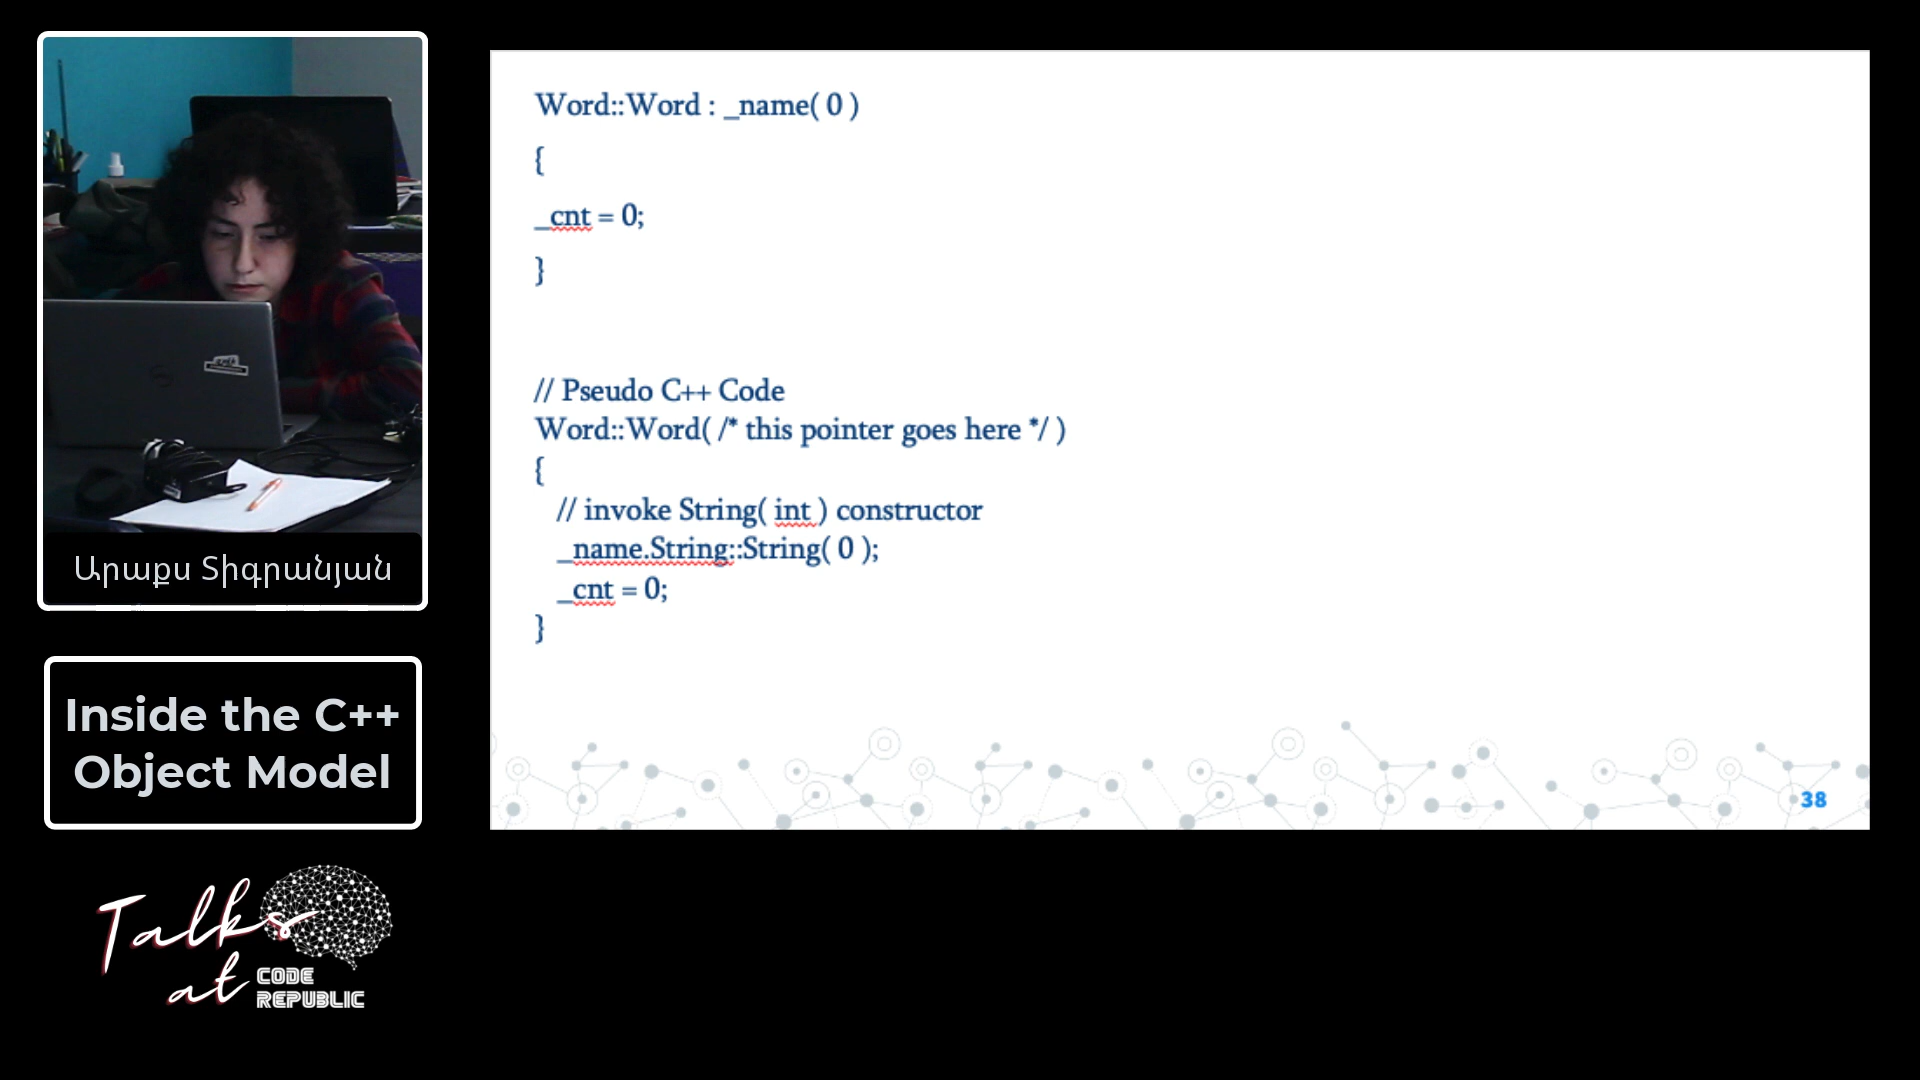 Արաքս Տիգրանյան
Inside the C++
Object Model
Talks
at CODE
REPUBLIC
Word::Word : _name( 0 )
{
_cnt = 0;
}
// Pseudo C++ Code
Word::Word( /* this pointer goes here */ )
{
// invoke String( int ) constructor
_name.String::String( 0 );
_cnt = 0;
}
38